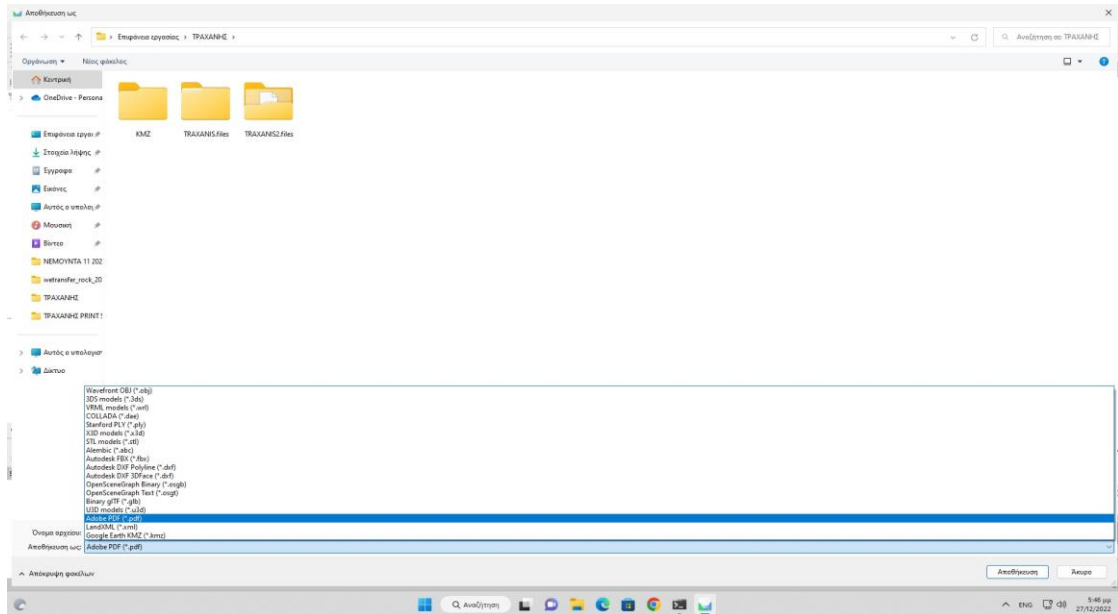 Αποθήκευση ως
Επιφάνεια εργασίας › ΤΡΑΧΑΝΗΣ ›
Αναζήτηση σε ΤΡΑΧΑΝΗΣ
Οργάνωση Νέος φάκελος
Κεντρική
OneDrive - Persona
Επιφάνεια εργασ
Στοιχεία λήψης
Έγγραφα
Εικόνες
Αυτός ο υπολογ
Μουσική
Βίντεο
ΝΕΜΟΥΝΤΑ 11 202
wetransfer_rock_20
ΤΡΑΧΑΝΗΣ
ΤΡΑΧΑΝΗΣ PRINT
Αυτός ο υπολογισ
Δίκτυο
KMZ TRAXANIS.files TRAXANIS2.files
Wavefront OBJ (*.obj)
3DS models (*.3ds)
VRML models (*.wrl)
COLLADA (*.dae)
Stanford PLY (*.ply)
X3D models (*.x3d)
STL models (*.stl)
Alembic (*.abc)
Autodesk FBX (*.fbx)
Autodesk DXF Polyline (*.dxf)
Autodesk DXF 3DFace (*.dxf)
OpenSceneGraph Binary (*.osgb)
OpenSceneGraph Text (*.osgt)
Binary glTF (*.glb)
U3D models (*.u3d)
Adobe PDF (*.pdf)
LandXML (*.xml)
Google Earth KMZ (*.kmz)
Όνομα αρχείου:
Αποθήκευση ως: Adobe PDF (*.pdf)
Απόκρυψη φακέλων
Αποθήκευση Άκυρο
Αναζήτηση
ENG
5:46 μμ
27/12/2022